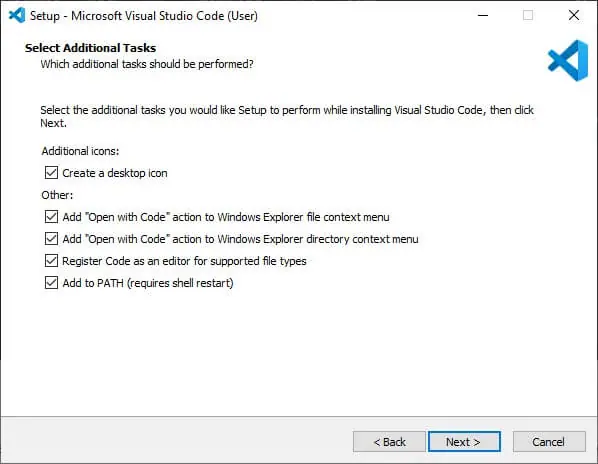 Setup - Microsoft Visual Studio Code (User)
Select Additional Tasks
Which additional tasks should be performed?
Select the additional tasks you would like Setup to perform while installing Visual Studio Code, then click
Next.
Additional icons:
Create a desktop icon
Other:
Add "Open with Code" action to Windows Explorer file context menu
Add "Open with Code" action to Windows Explorer directory context menu
Register Code as an editor for supported file types
Add to PATH (requires shell restart)
< Back Next > Cancel